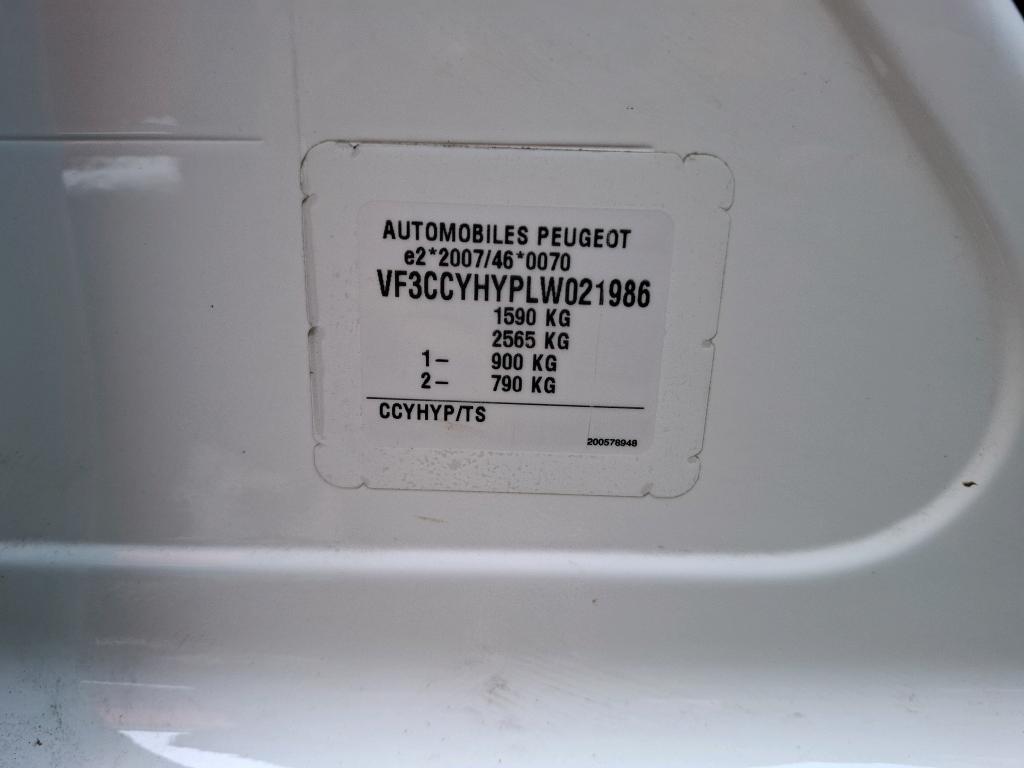 AUTOMOBILES PEUGEOT
e2*2007/46*0070
VF3CCYHYPLW021986
1590 KG
2565 KG
1- 900 KG
2- 790 KG
CCYHYP/TS
200578948